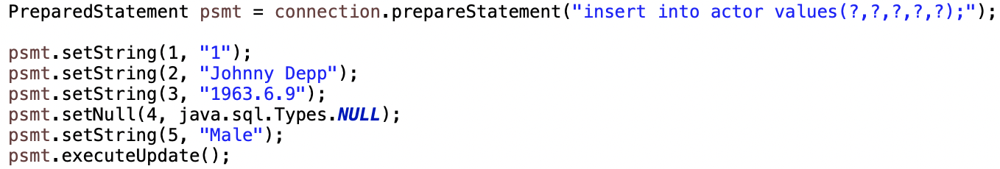 PreparedStatement psmt = connection.prepareStatement("insert into actor values(?,?,?,?,?);");
psmt.setString(1, "1");
psmt.setString(2, "Johnny Depp");
psmt.setString(3, "1963.6.9");
psmt.setNull(4, java.sql.Types.NULL);
psmt.setString(5, "Male");
psmt.executeUpdate();